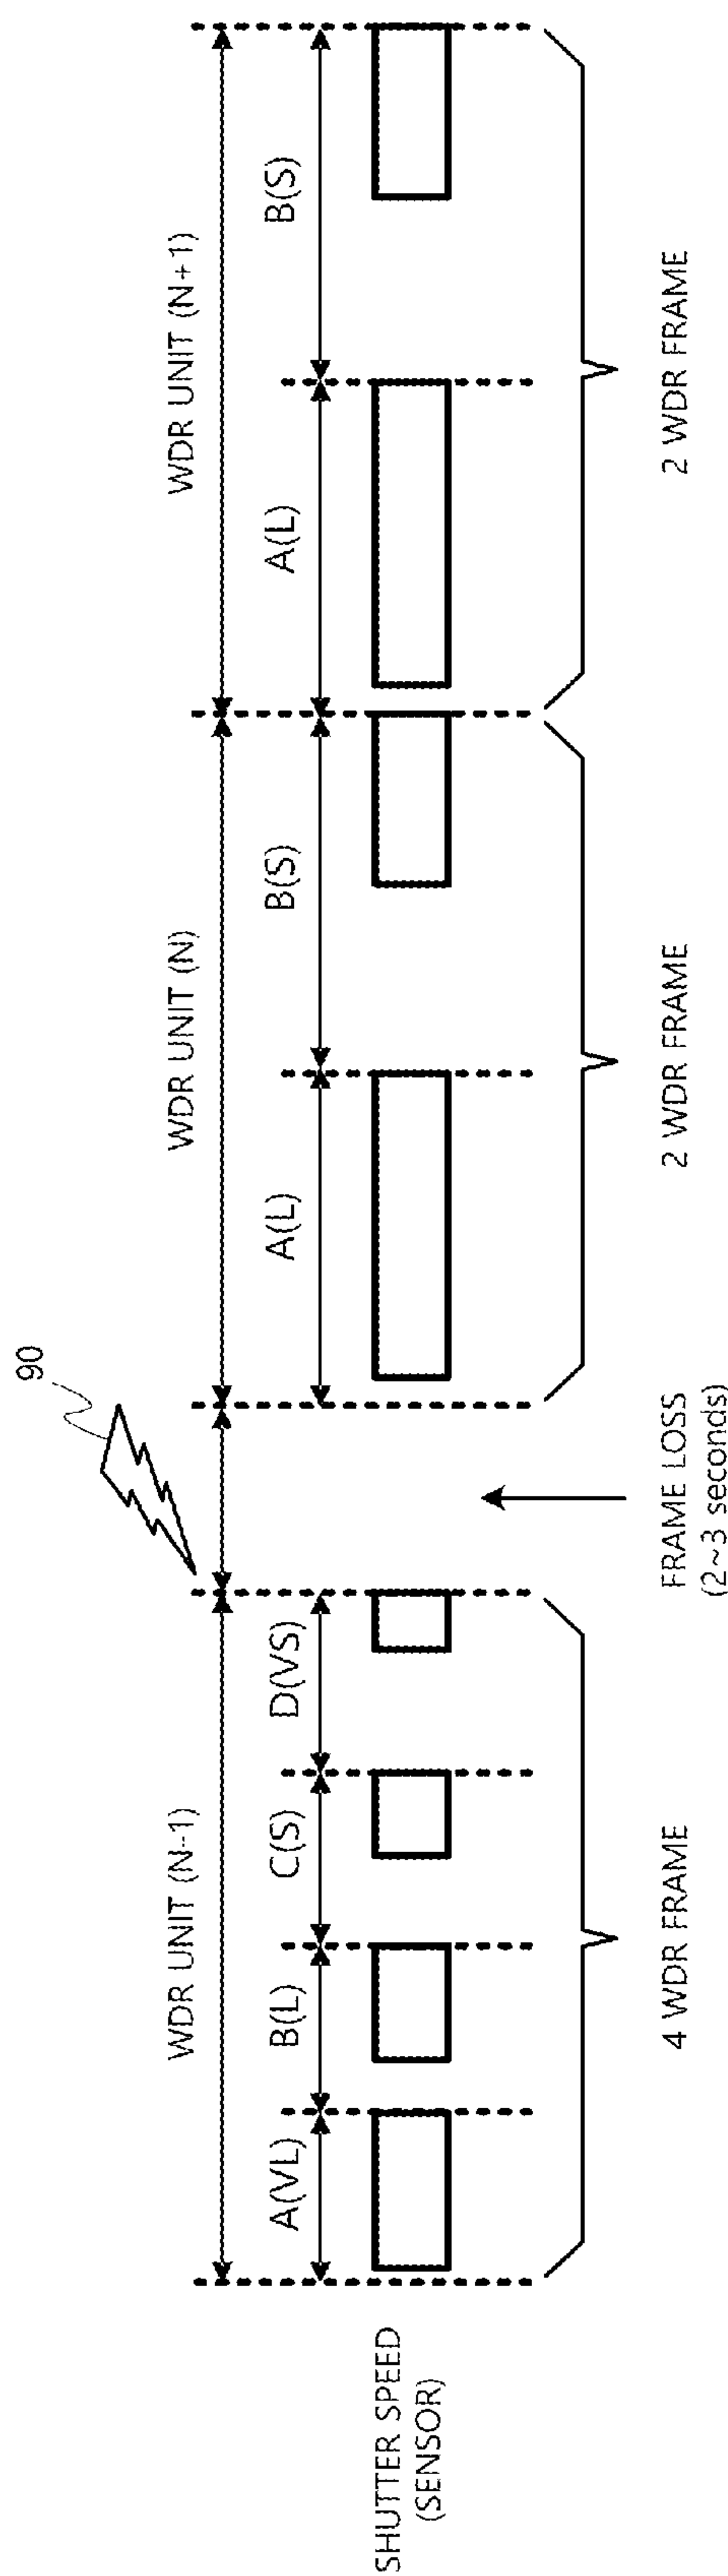 90
WDR UNIT (N-1)
WDR UNIT (N)
WDR UNIT (N+1)
A(VL)
B(L)
C(S)
D(VS)
A(L)
B(S)
A(L)
B(S)
SHUTTER SPEED
(SENSOR)
4 WDR FRAME
FRAME LOSS
(2~3 seconds)
2 WDR FRAME
2 WDR FRAME